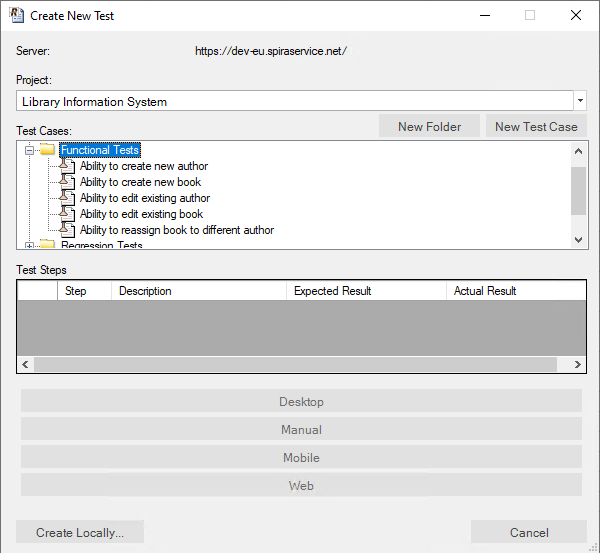 Create New Test
Server: https://dev-eu.spiraservice.net/
Project:
Library Information System
Test Cases: New Folder New Test Case
Functional Tests
Ability to create new author
Ability to create new book
Ability to edit existing author
Ability to edit existing book
Ability to reassign book to different author
Regression Tests
Test Steps
Step Description Expected Result Actual Result
Desktop
Manual
Mobile
Web
Create Locally... Cancel